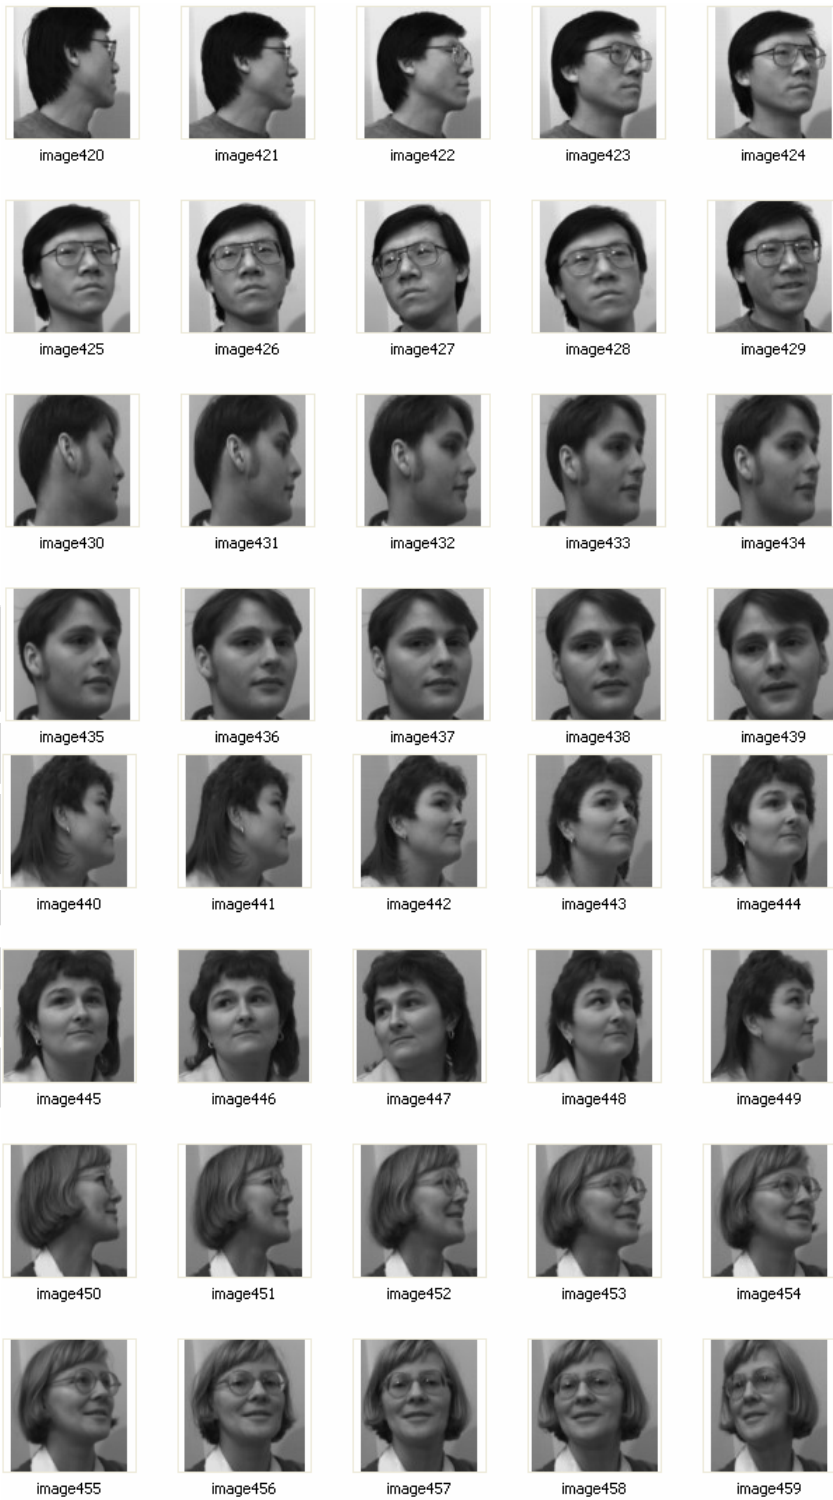 image420 image421 image422 image423 image424
image425 image426 image427 image428 image429
image430 image431 image432 image433 image434
image435 image436 image437 image438 image439
image440 image441 image442 image443 image444
image445 image446 image447 image448 image449
image450 image451 image452 image453 image454
image455 image456 image457 image458 image459